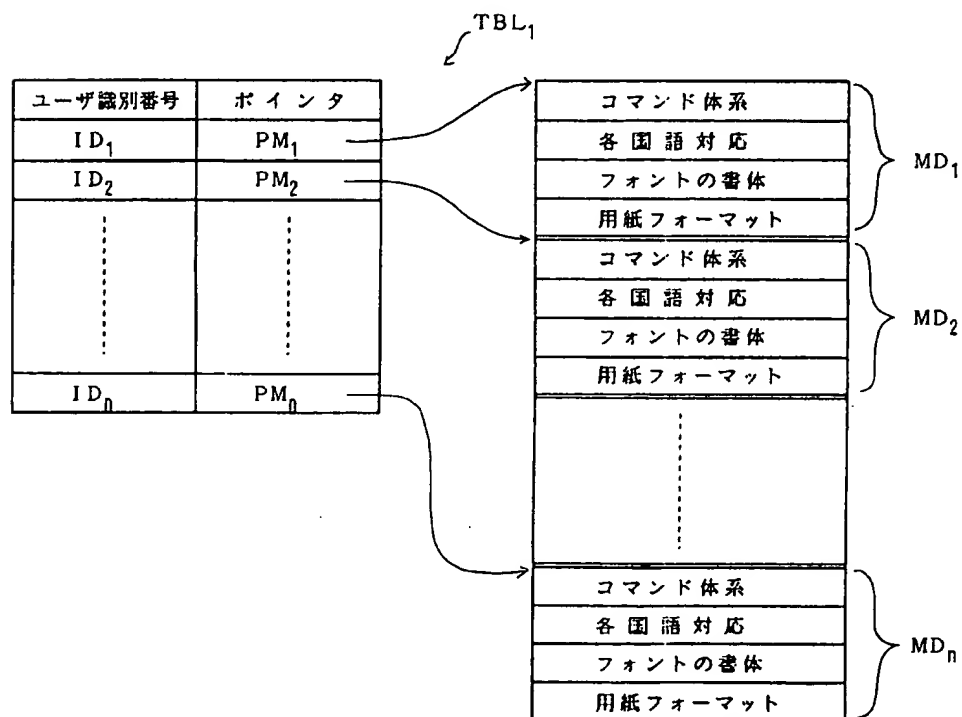 TBL₁
ユーザ識別番号 ポインタ
ID₁ PM₁
ID₂ PM₂
IDₙ PMₙ
コマンド体系
各国語対応
フォントの書体
用紙フォーマット
MD₁
コマンド体系
各国語対応
フォントの書体
用紙フォーマット
MD₂
コマンド体系
各国語対応
フォントの書体
用紙フォーマット
MDₙ